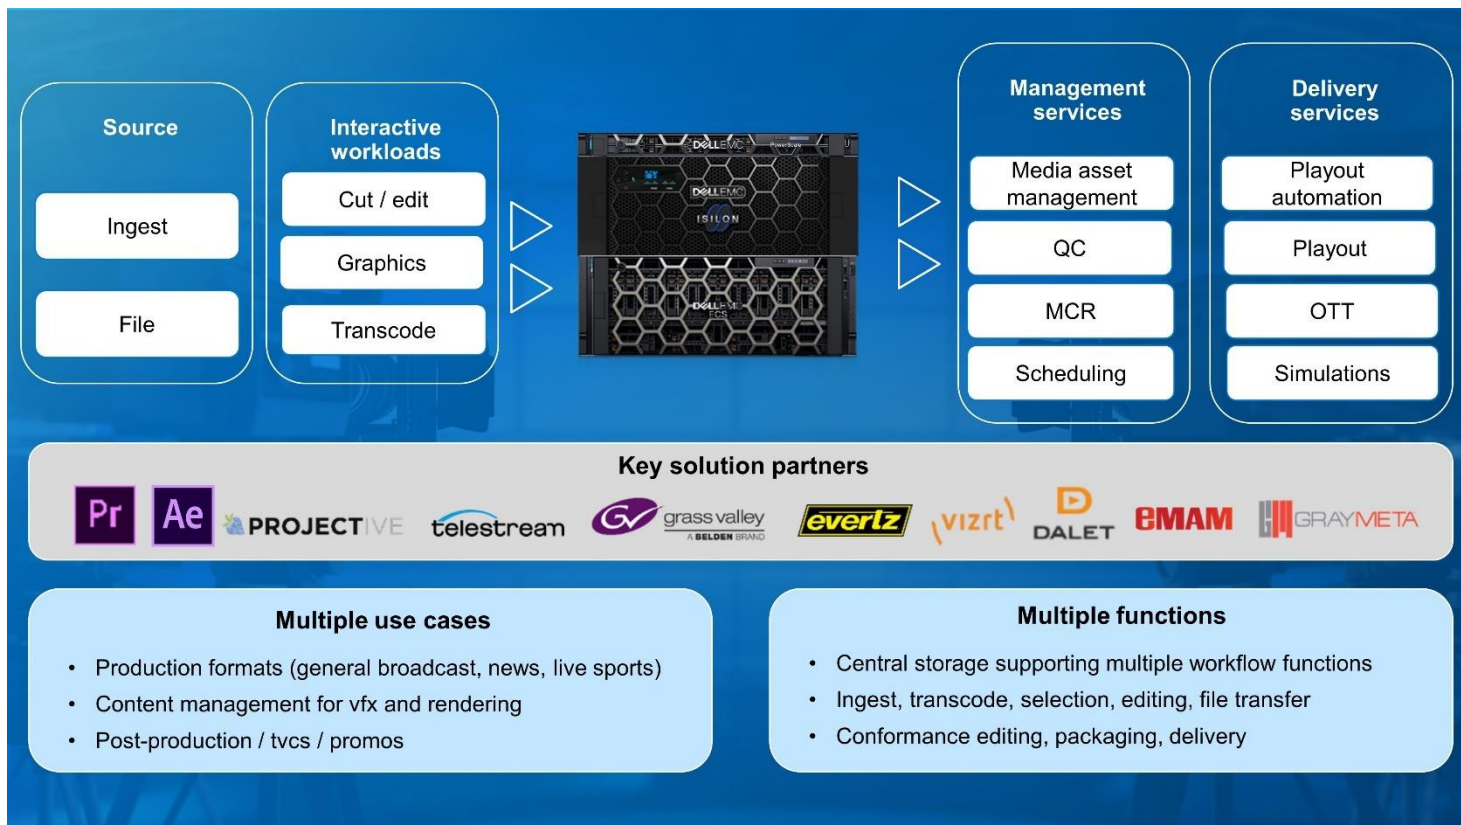 Source
Ingest
File
Interactive
workloads
Cut / edit
Graphics
Transcode
DELLEMC
PowerScale
DELLEMC
ISILON
DELLEMC
ECS
Management
services
Media asset
management
QC
MCR
Scheduling
Delivery
services
Playout
automation
Playout
OTT
Simulations
Key solution partners
Pr
Ae
PROJECTIVE
telestream
GV
grass valley
A BELDEN BRAND
evertz
vizrt
DALET
eMAM
GRAYMETA
Multiple use cases
• Production formats (general broadcast, news, live sports)
• Content management for vfx and rendering
• Post-production / tvcs / promos
Multiple functions
• Central storage supporting multiple workflow functions
• Ingest, transcode, selection, editing, file transfer
• Conformance editing, packaging, delivery